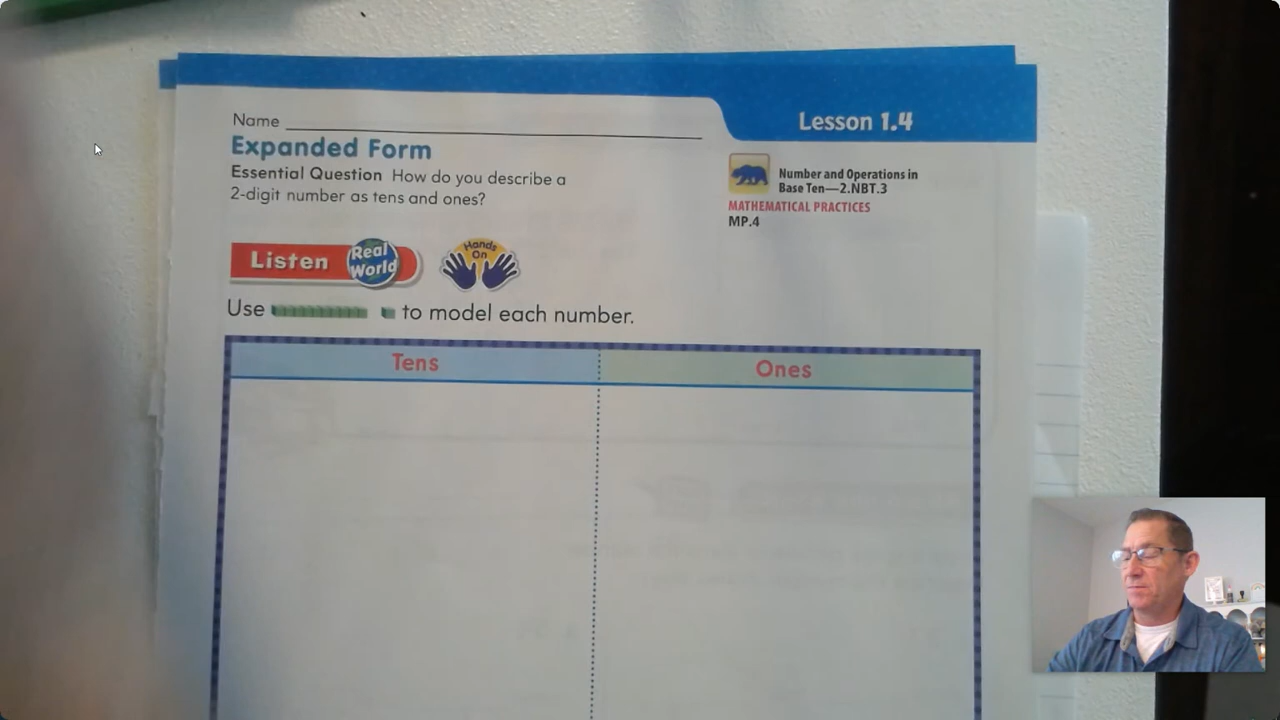 Name
Lesson 1.4
Expanded Form
Essential Question How do you describe a
2-digit number as tens and ones?
Number and Operations in
Base Ten—2.NBT.3
MATHEMATICAL PRACTICES
MP.4
Listen Real
World
Hands
On
Use to model each number.
Tens Ones